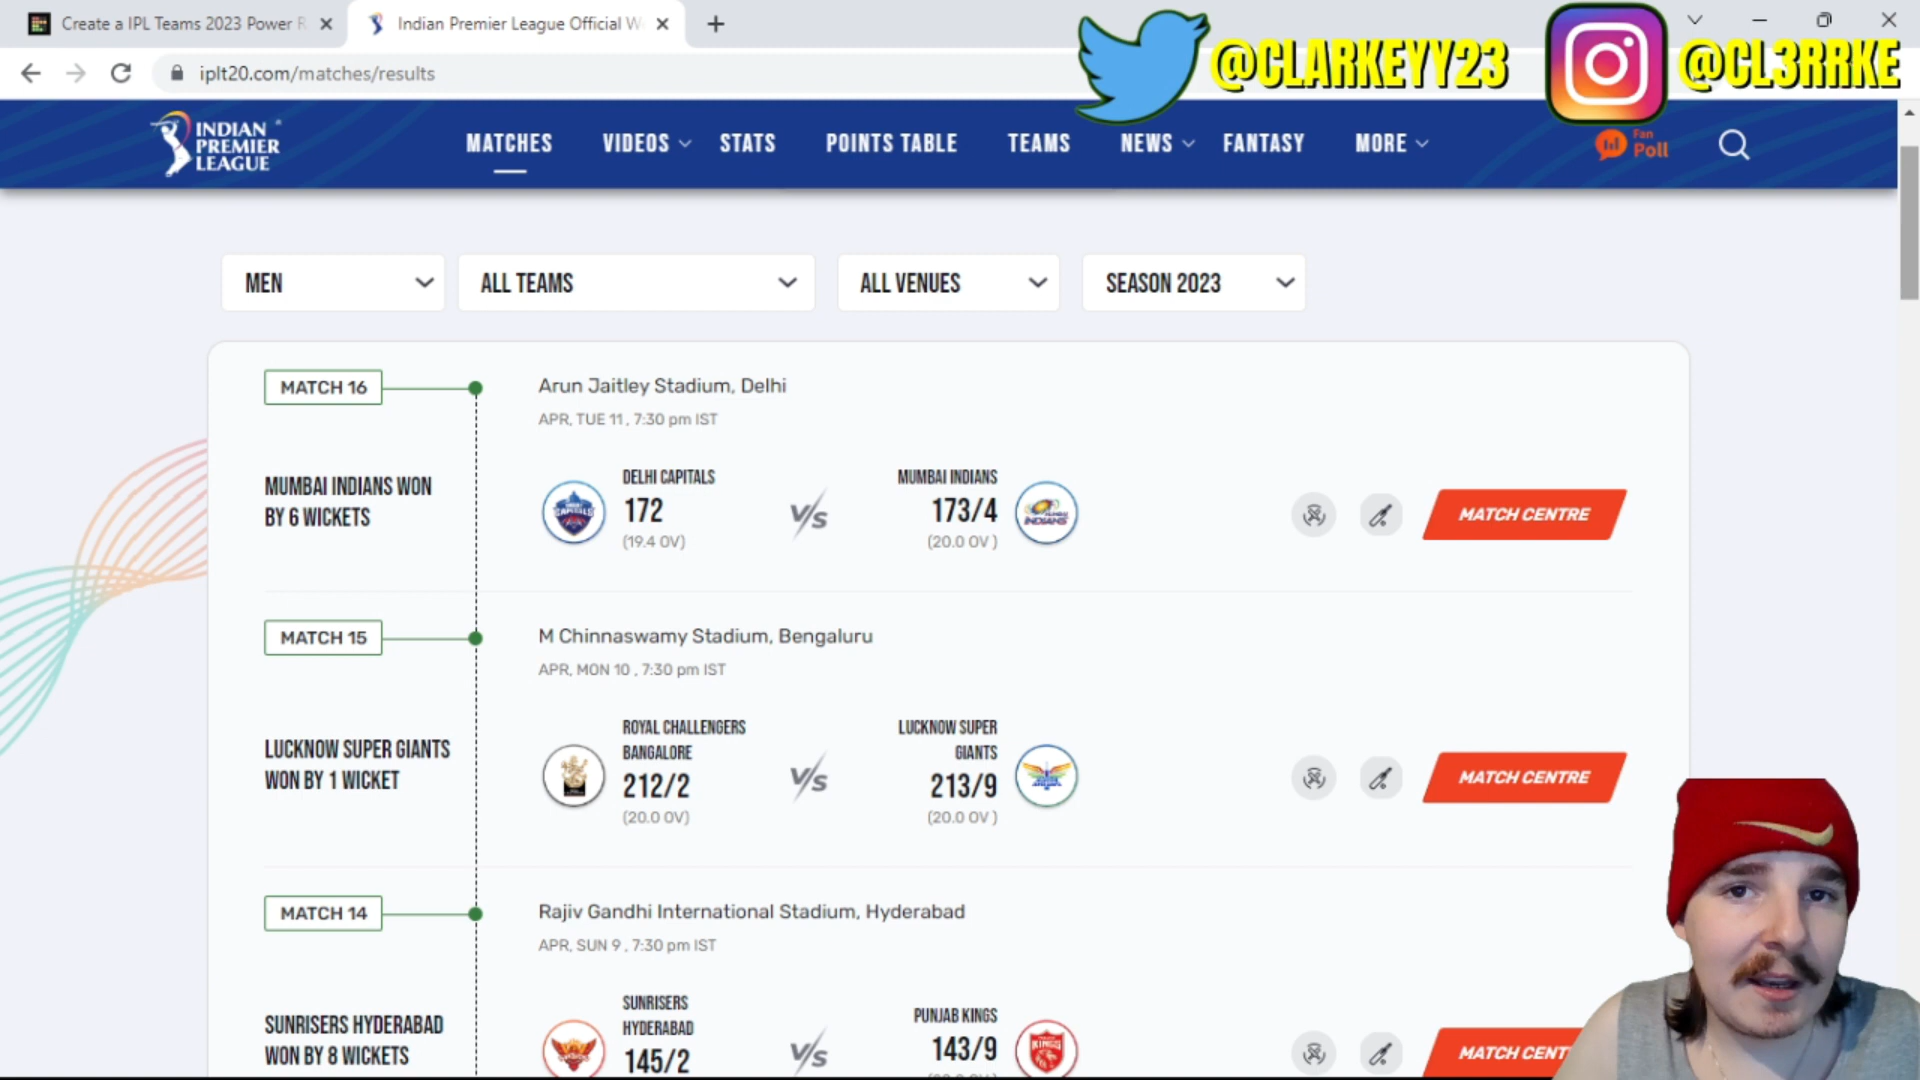 Create a IPL Teams 2023 Power R
Indian Premier League Official W
iplt20.com/matches/results
@CLARKEYY23
@CL3RRKE
INDIAN
PREMIER
LEAGUE
MATCHES
VIDEOS
STATS
POINTS TABLE
TEAMS
NEWS
FANTASY
MORE
Fan
Poll
MEN
ALL TEAMS
ALL VENUES
SEASON 2023
MATCH 16
Arun Jaitley Stadium, Delhi
APR, TUE 11 , 7:30 pm IST
MUMBAI INDIANS WON
BY 6 WICKETS
DELHI CAPITALS
172
(19.4 OV)
V/S
MUMBAI INDIANS
173/4
(20.0 OV )
MATCH CENTRE
MATCH 15
M Chinnaswamy Stadium, Bengaluru
APR, MON 10 , 7:30 pm IST
LUCKNOW SUPER GIANTS
WON BY 1 WICKET
ROYAL CHALLENGERS
BANGALORE
212/2
(20.0 OV)
V/S
LUCKNOW SUPER
GIANTS
213/9
(20.0 OV )
MATCH CENTRE
MATCH 14
Rajiv Gandhi International Stadium, Hyderabad
APR, SUN 9 , 7:30 pm IST
SUNRISERS HYDERABAD
WON BY 8 WICKETS
SUNRISERS
HYDERABAD
145/2
V/S
PUNJAB KINGS
143/9
MATCH CENT